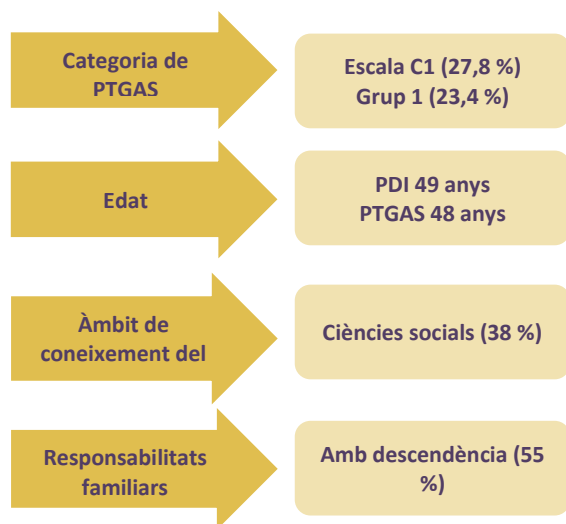 Categoria de
PTGAS
Escala C1 (27,8 %)
Grup 1 (23,4 %)
Edat
PDI 49 anys
PTGAS 48 anys
Àmbit de
coneixement del
Ciències socials (38 %)
Responsabilitats
familiars
Amb descendència (55
%)